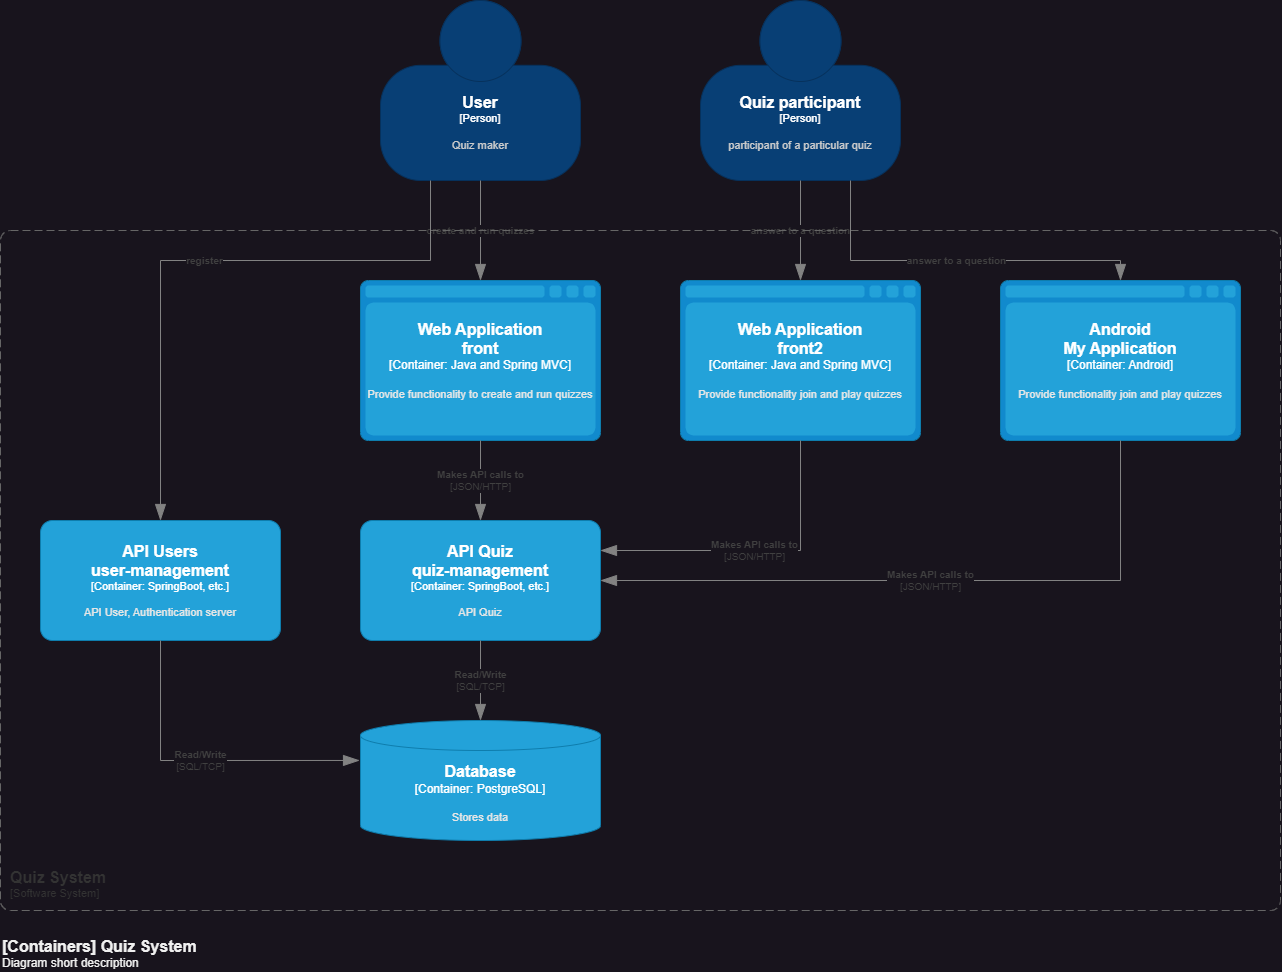 User
[Person]
Quiz maker
Quiz participant
[Person]
participant of a particular quiz
create and run quizzes
answer to a question
register
answer to a question
Web Application
front
[Container: Java and Spring MVC]
Provide functionality to create and run quizzes
Web Application
front2
[Container: Java and Spring MVC]
Provide functionality join and play quizzes
Android
My Application
[Container: Android]
Provide functionality join and play quizzes
Makes API calls to
[JSON/HTTP]
Makes API calls to
[JSON/HTTP]
Makes API calls to
[JSON/HTTP]
API Users
user-management
[Container: SpringBoot, etc.]
API User, Authentication server
API Quiz
quiz-management
[Container: SpringBoot, etc.]
API Quiz
Read/Write
[SQL/TCP]
Read/Write
[SQL/TCP]
Database
[Container: PostgreSQL]
Stores data
Quiz System
[Software System]
[Containers] Quiz System
Diagram short description